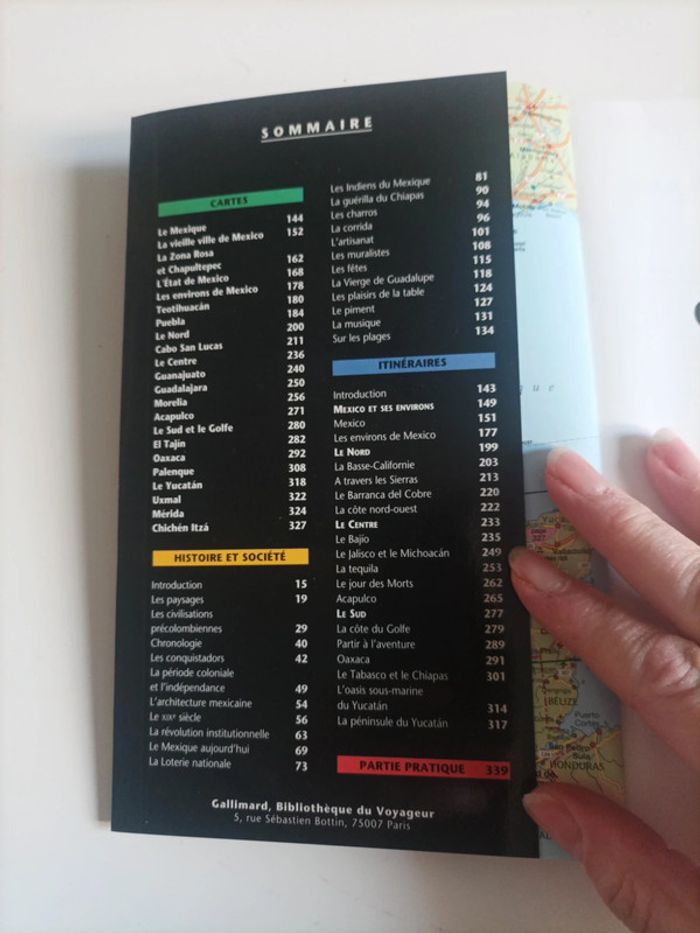 SOMMAIRE
CARTES
Le Mexique 144
La vieille ville de Mexico 152
La Zona Rosa
et Chapultepec 162
L'État de Mexico 168
Les environs de Mexico 178
Teotihuacán 180
Puebla 184
Le Nord 200
Cabo San Lucas 211
Le Centre 236
Guanajuato 240
Guadalajara 250
Morelia 256
Acapulco 271
Le Sud et le Golfe 280
El Tajín 282
Oaxaca 292
Palenque 308
Le Yucatán 318
Uxmal 322
Mérida 324
Chichén Itzá 327
HISTOIRE ET SOCIÉTÉ
Introduction 15
Les paysages 19
Les civilisations
précolombiennes 29
Chronologie 40
Les conquistadors 42
La période coloniale
et l'indépendance 49
L'architecture mexicaine 54
Le XIXe siècle 56
La révolution institutionnelle 63
Le Mexique aujourd'hui 69
La Loterie nationale 73
Les Indiens du Mexique 81
La guérilla du Chiapas 90
Les charros 94
La corrida 96
L'artisanat 101
Les muralistes 108
Les fêtes 115
La Vierge de Guadalupe 118
Les plaisirs de la table 124
Le piment 127
La musique 131
Sur les plages 134
ITINÉRAIRES
Introduction 143
MEXICO ET SES ENVIRONS 149
Mexico 151
Les environs de Mexico 177
LE NORD 199
La Basse-Californie 203
A travers les Sierras 213
Le Barranca del Cobre 220
La côte nord-ouest 222
LE CENTRE 233
Le Bajío 235
Le Jalisco et le Michoacán 249
La tequila 253
Le jour des Morts 262
Acapulco 265
LE SUD 277
La côte du Golfe 279
Partir à l'aventure 289
Oaxaca 291
Le Tabasco et le Chiapas 301
L'oasis sous-marine
du Yucatán 314
La péninsule du Yucatán 317
PARTIE PRATIQUE 339
Gallimard, Bibliothèque du Voyageur
5, rue Sébastien Bottin, 75007 Paris
327
BELIZE
Puerto
San Pedro
Sula
HONDURAS